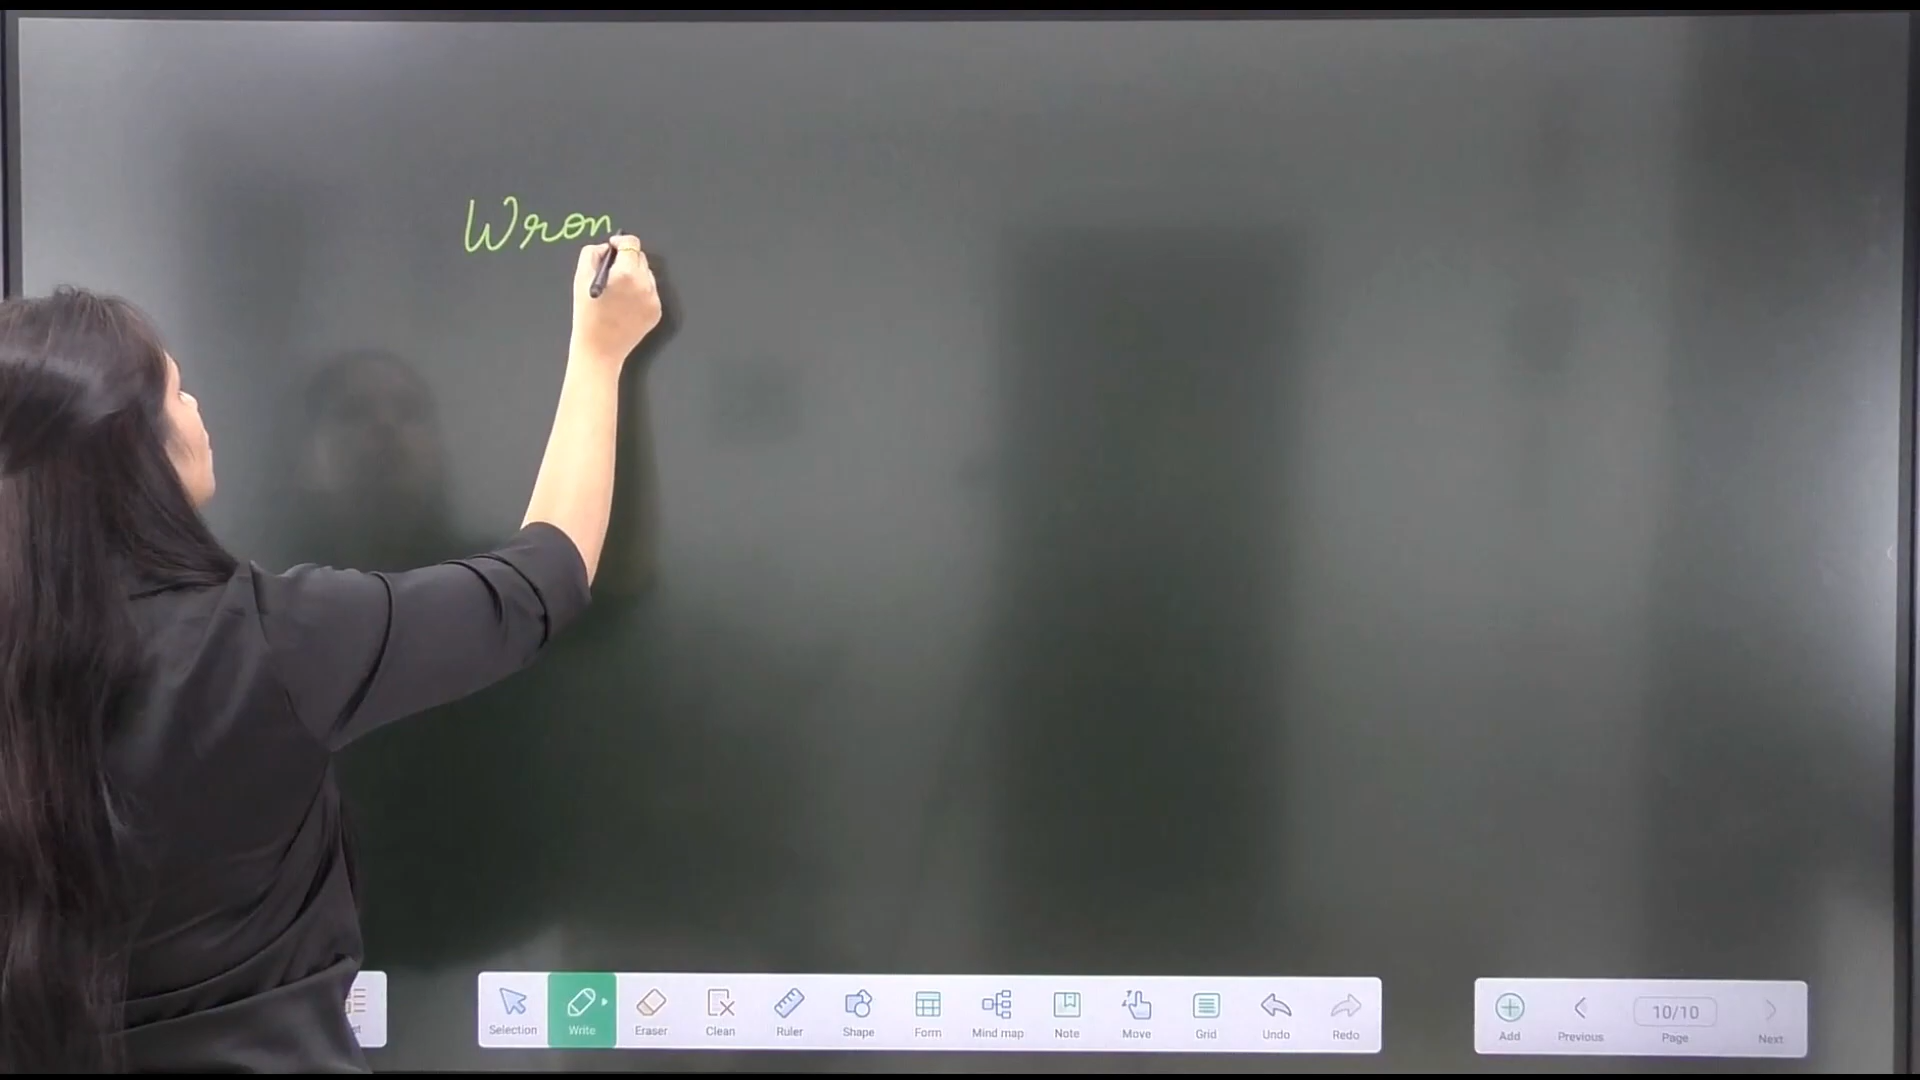 Wron
Selection
Write
Eraser
Clean
Ruler
Shape
Form
Mind map
Note
Move
Grid
Undo
Redo
Add
Previous
10/10
Page
Next